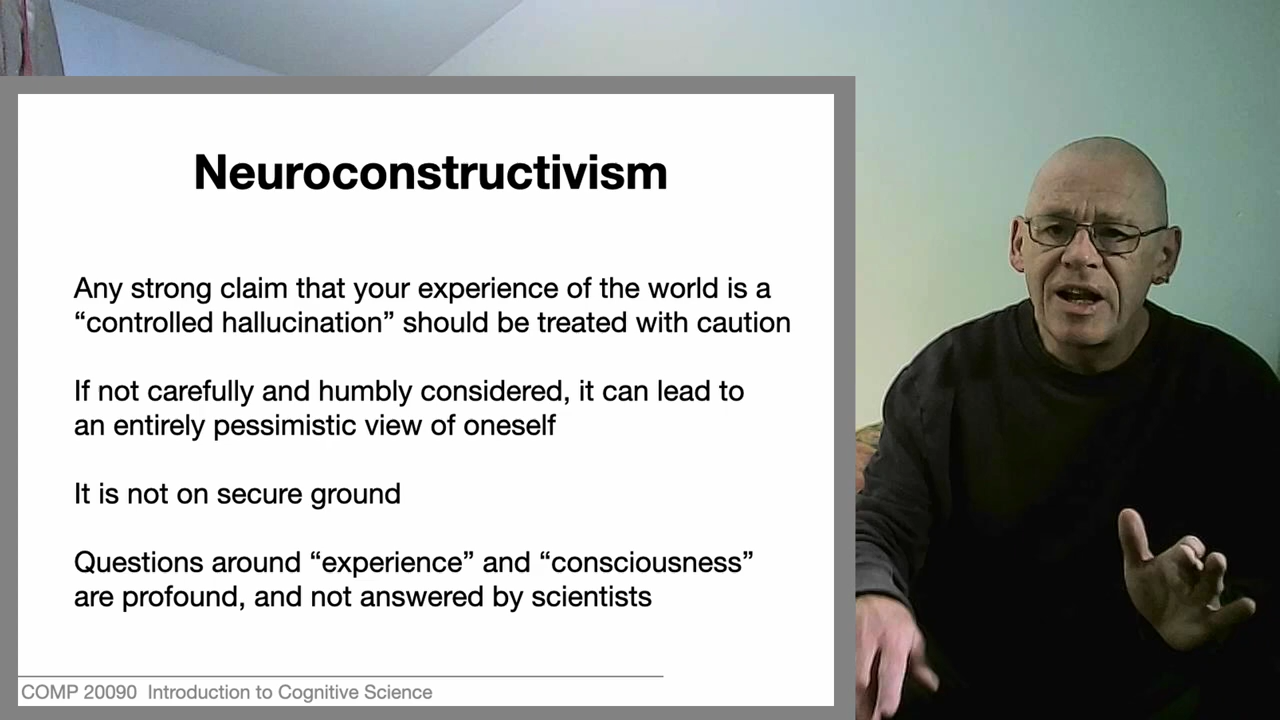 Neuroconstructivism
Any strong claim that your experience of the world is a
“controlled hallucination” should be treated with caution
If not carefully and humbly considered, it can lead to
an entirely pessimistic view of oneself
It is not on secure ground
Questions around “experience” and “consciousness”
are profound, and not answered by scientists
COMP 20090 Introduction to Cognitive Science